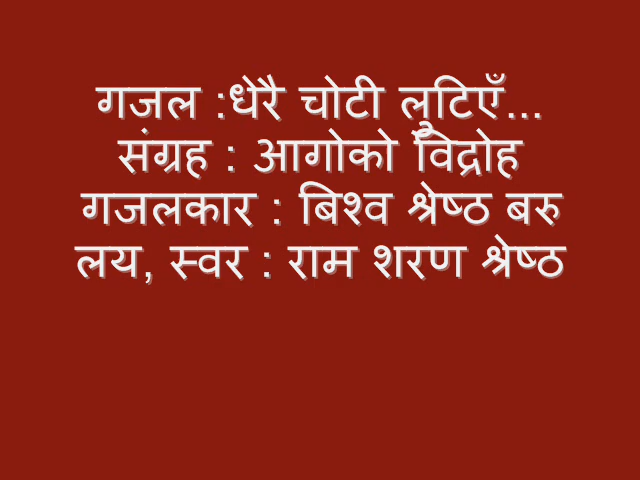 गजल :धेरै चोटी लुटिएँ...
संग्रह : आगोको विद्रोह
गजलकार : बिश्व श्रेष्ठ बरु
लय, स्वर : राम शरण श्रेष्ठ